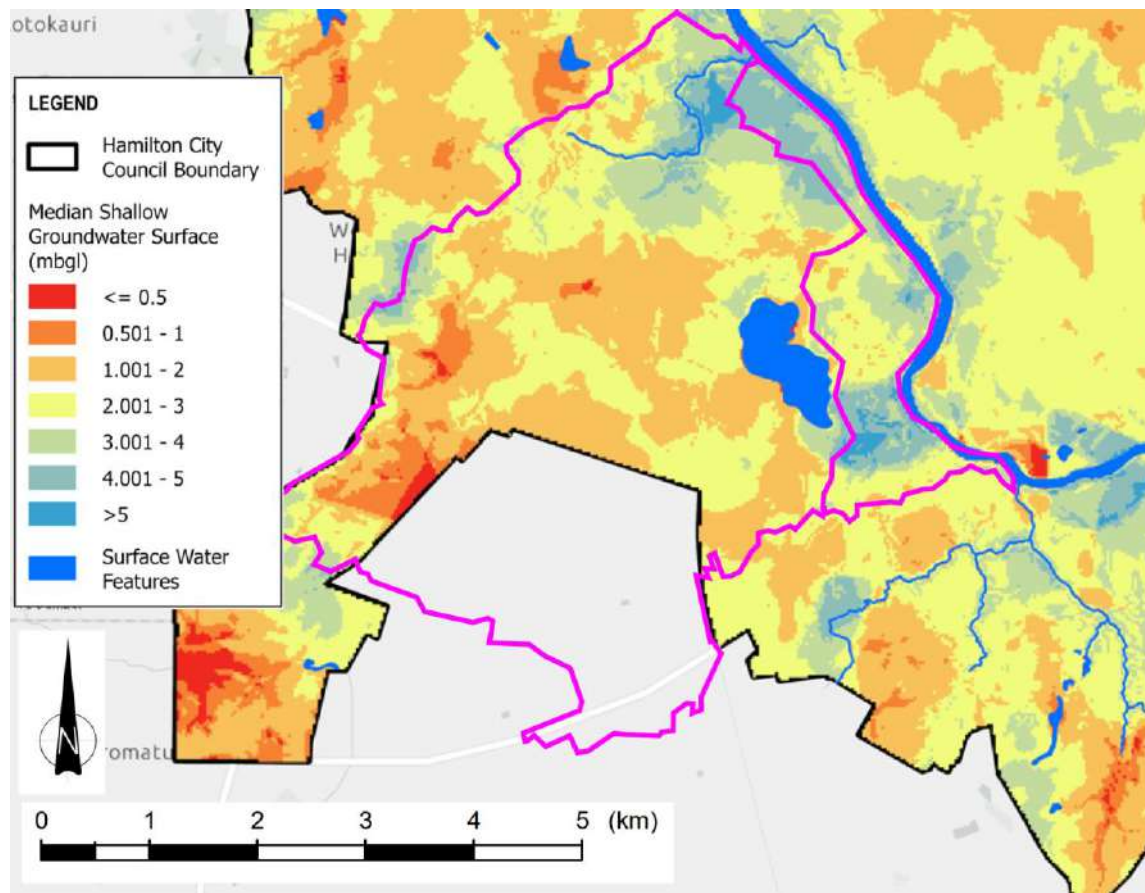 otokauri
LEGEND
Hamilton City
Council Boundary
Median Shallow
Groundwater Surface
(mbgl)
<= 0.5
0.501 - 1
1.001 - 2
2.001 - 3
3.001 - 4
4.001 - 5
>5
Surface Water
Features
W
H
N
romatu
0 1 2 3 4 5 (km)